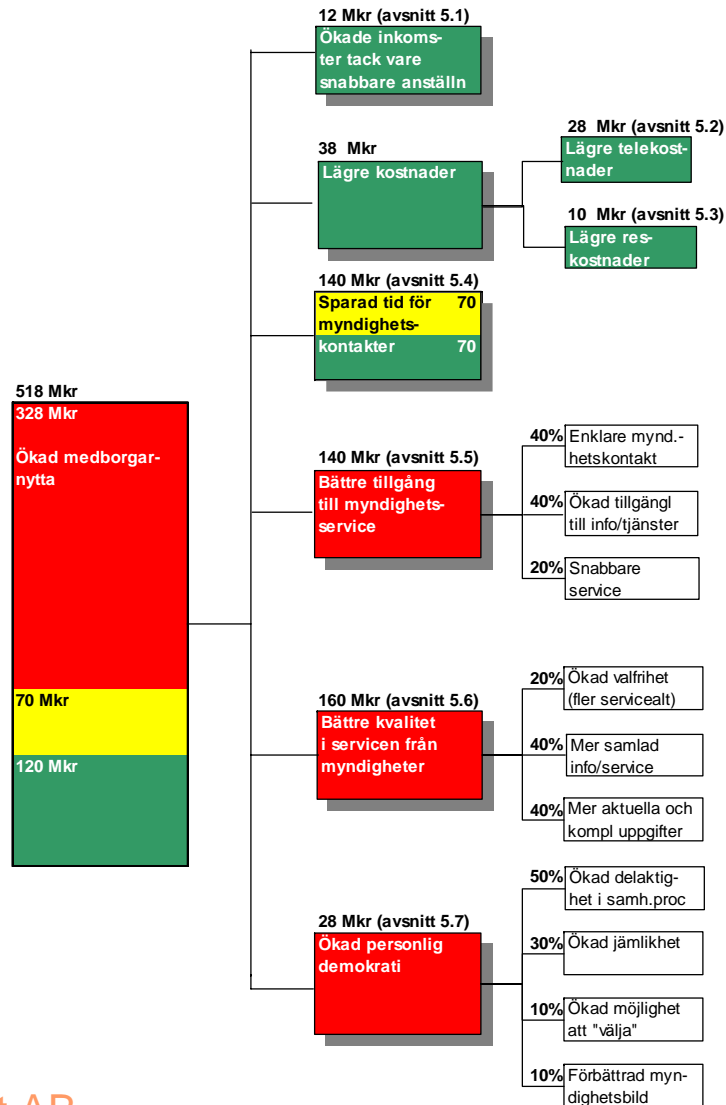 12 Mkr (avsnitt 5.1)
Ökade inkoms-
ter tack vare
snabbare anställn
38 Mkr
Lägre kostnader
28 Mkr (avsnitt 5.2)
Lägre telekost-
nader
10 Mkr (avsnitt 5.3)
Lägre res-
kostnader
140 Mkr (avsnitt 5.4)
Sparad tid för 70
myndighets-
kontakter 70
518 Mkr
328 Mkr
Ökad medborgar-
nytta
70 Mkr
120 Mkr
140 Mkr (avsnitt 5.5)
Bättre tillgång
till myndighets-
service
40% Enklare mynd.-
hetskontakt
40% Ökad tillgängl
till info/tjänster
20% Snabbare
service
160 Mkr (avsnitt 5.6)
Bättre kvalitet
i servicen från
myndigheter
20% Ökad valfrihet
(fler servicealt)
40% Mer samlad
info/service
40% Mer aktuella och
kompl uppgifter
28 Mkr (avsnitt 5.7)
Ökad personlig
demokrati
50% Ökad delaktig-
het i samh.proc
30% Ökad jämlikhet
10% Ökad möjlighet
att "välja"
10% Förbättrad myn-
dighetsbild